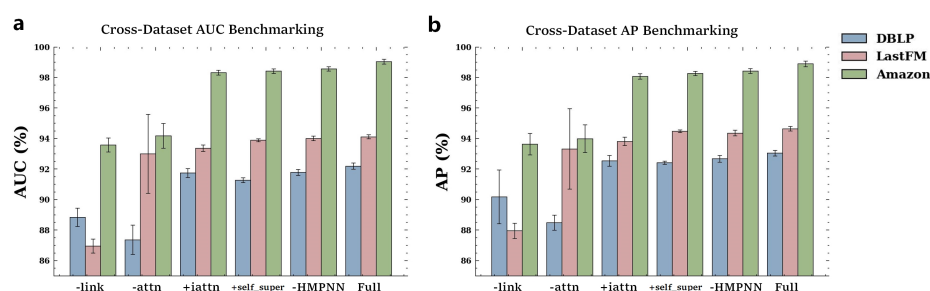 a
Cross-Dataset AUC Benchmarking
100
98
96
94
92
90
88
86
AUC (%)
-link -attn +iattn +self_super -HMPNN Full
b
Cross-Dataset AP Benchmarking
100
98
96
94
92
90
88
86
AP (%)
-link -attn +iattn +self_super -HMPNN Full
DBLP
LastFM
Amazon